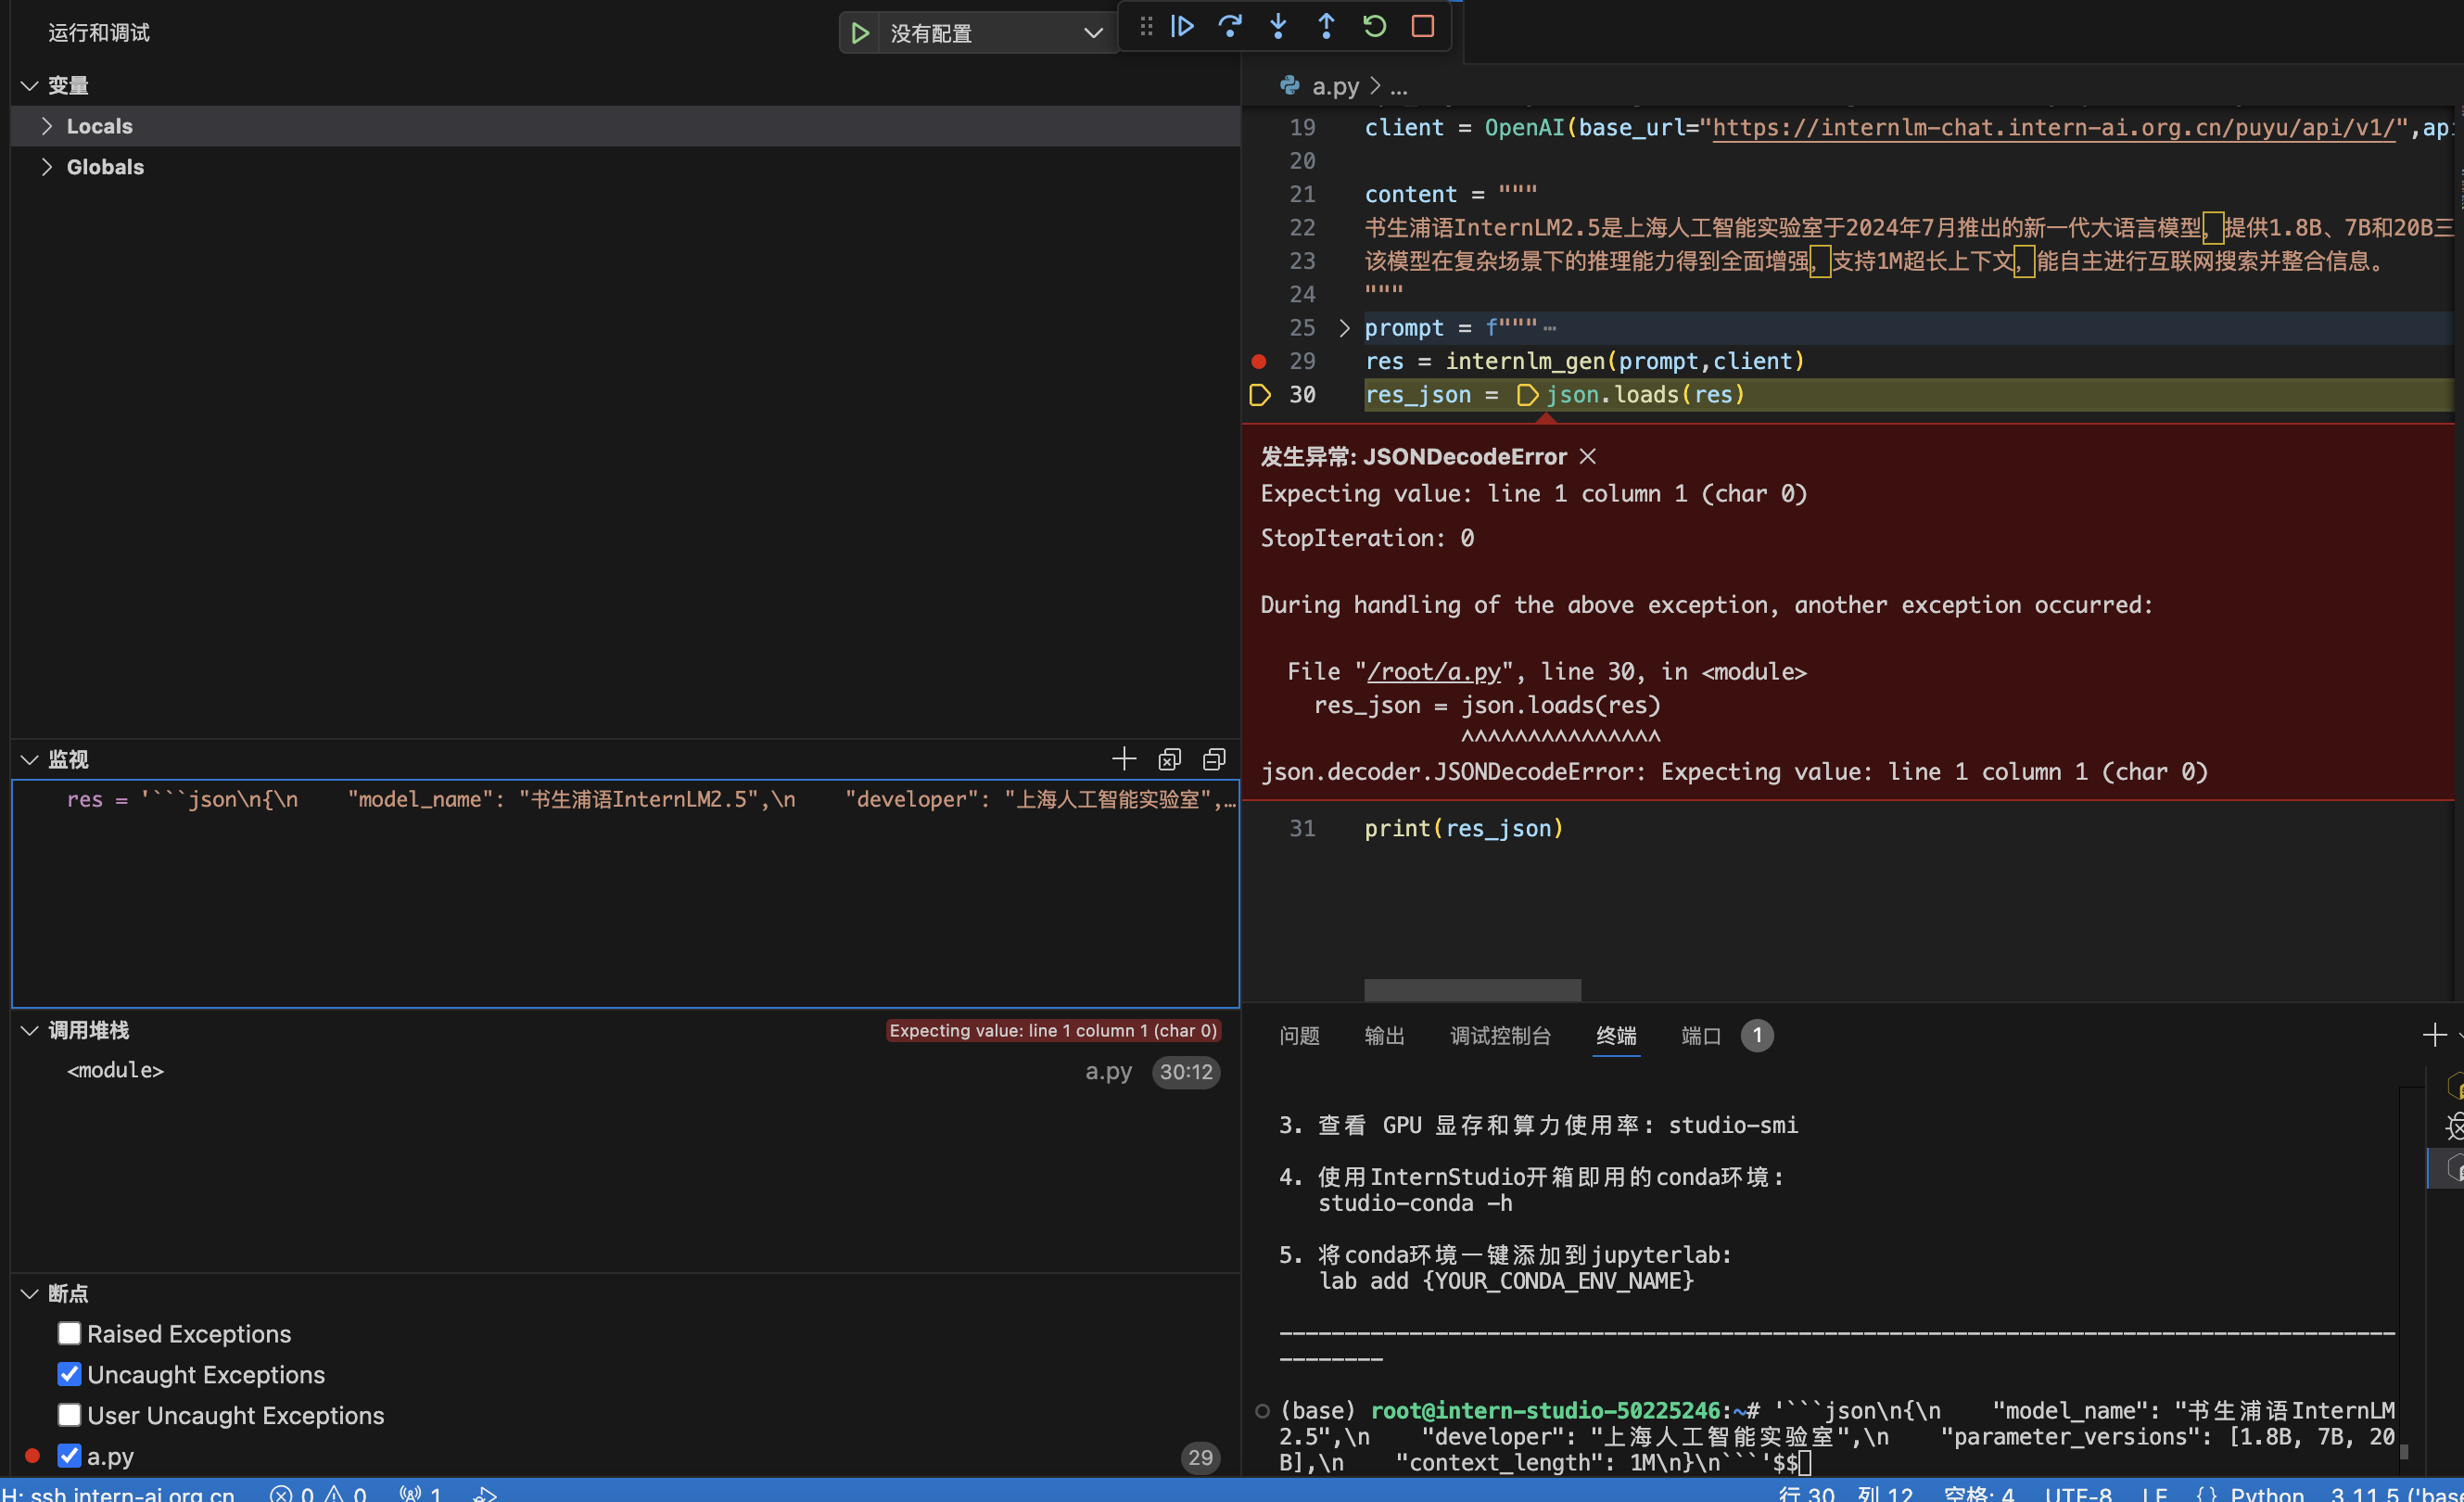 运行和调试
没有配置
变量
Locals
Globals
监视
res = '```json\n{\n    "model_name": "书生浦语InternLM2.5",\n    "developer": "上海人工智能实验室",…
调用堆栈
Expecting value: line 1 column 1 (char 0)
<module>
a.py 30:12
断点
Raised Exceptions
Uncaught Exceptions
User Uncaught Exceptions
a.py 29
a.py > ...
19 client = OpenAI(base_url="https://internlm-chat.intern-ai.org.cn/puyu/api/v1/",ap
20
21 content = """
22 书生浦语InternLM2.5是上海人工智能实验室于2024年7月推出的新一代大语言模型，提供1.8B、7B和20B三
23 该模型在复杂场景下的推理能力得到全面增强，支持1M超长上下文，能自主进行互联网搜索并整合信息。
24 """
25 prompt = f"""…
29 res = internlm_gen(prompt,client)
30 res_json = json.loads(res)
发生异常: JSONDecodeError
Expecting value: line 1 column 1 (char 0)
StopIteration: 0
During handling of the above exception, another exception occurred:
  File "/root/a.py", line 30, in <module>
    res_json = json.loads(res)
               ^^^^^^^^^^^^^^^
json.decoder.JSONDecodeError: Expecting value: line 1 column 1 (char 0)
31 print(res_json)
问题 输出 调试控制台 终端 端口 1
3. 查看 GPU 显存和算力使用率: studio-smi
4. 使用InternStudio开箱即用的conda环境:
   studio-conda -h
5. 将conda环境一键添加到jupyterlab:
   lab add {YOUR_CONDA_ENV_NAME}
(base) root@intern-studio-50225246:~# '```json\n{\n    "model_name": "书生浦语InternLM
2.5",\n    "developer": "上海人工智能实验室",\n    "parameter_versions": [1.8B, 7B, 20
B],\n    "context_length": 1M\n}\n```'$$
H: ssh.intern-ai.org.cn 0 0 1 行 30, 列 12 空格: 4 UTF-8 LF {} Python 3.11.5 ('bas